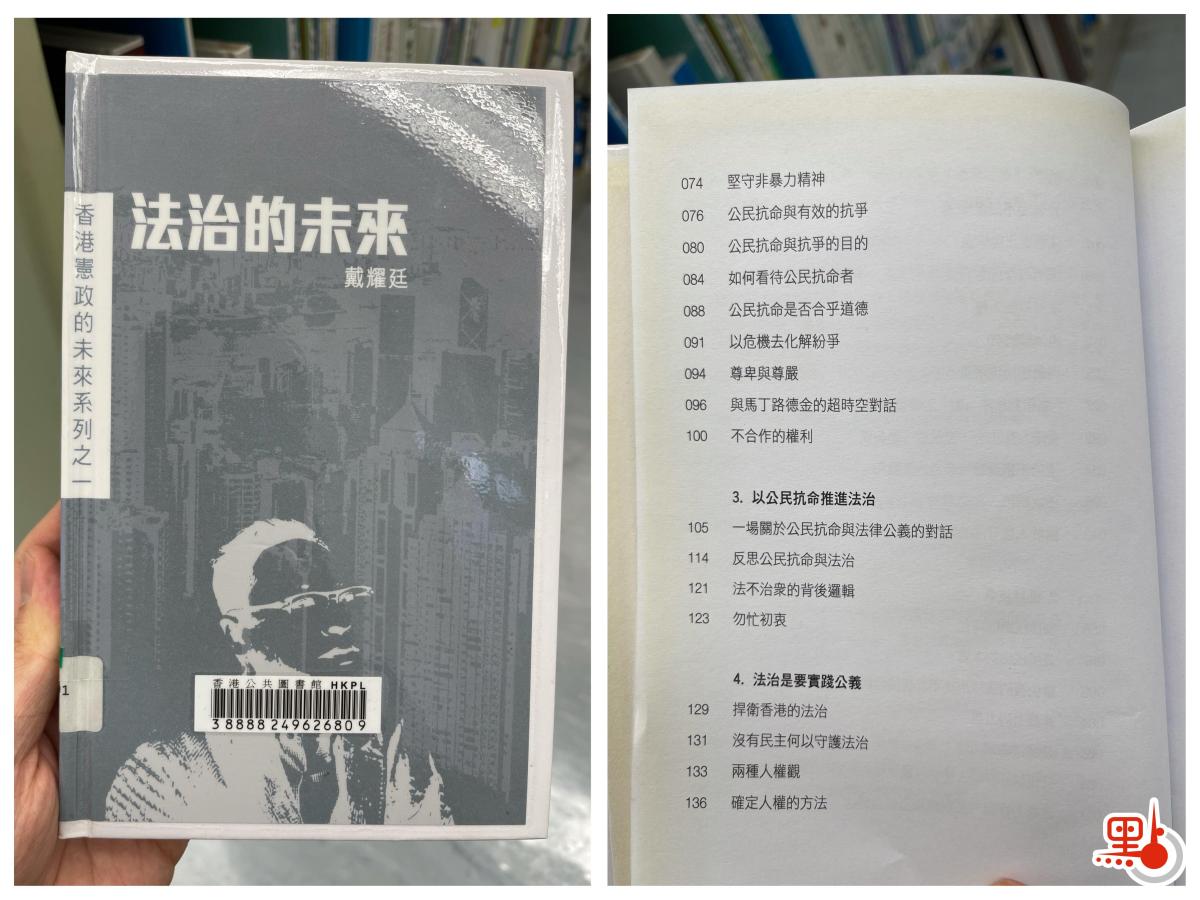 香港憲政的未來系列之一
法治的未來
戴耀廷
香港公共圖書館 HKPL
3 8888 24962680 9
074 堅守非暴力精神
076 公民抗命與有效的抗爭
080 公民抗命與抗爭的目的
084 如何看待公民抗命者
088 公民抗命是否合乎道德
091 以危機去化解紛爭
094 尊卑與尊嚴
096 與馬丁路德金的超時空對話
100 不合作的權利
3. 以公民抗命推進法治
105 一場關於公民抗命與法律公義的對話
114 反思公民抗命與法治
121 法不治衆的背後邏輯
123 勿忙初衷
4. 法治是要實踐公義
129 捍衛香港的法治
131 沒有民主何以守護法治
133 兩種人權觀
136 確定人權的方法
點